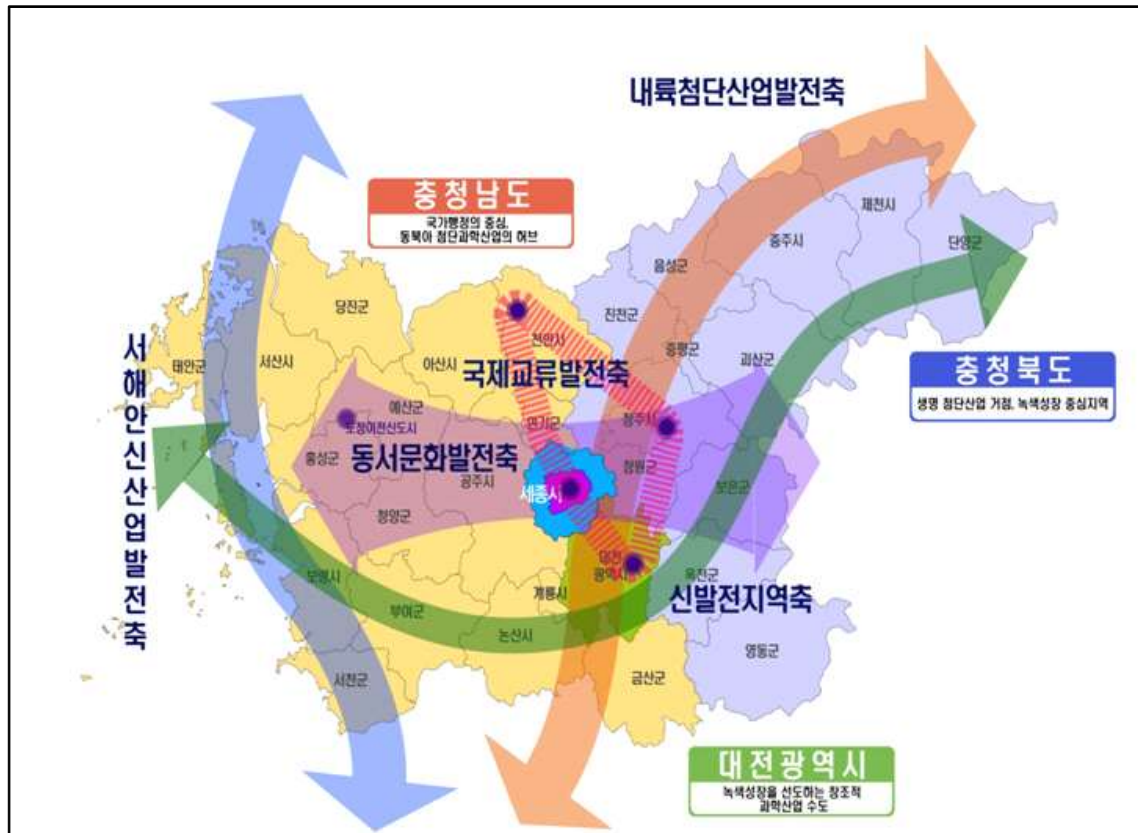 내륙첨단산업발전축
충청남도
국가행정의 중심,
동북아 첨단과학산업의 허브
제천시
단양군
충주시
음성군
당진군
진천군
천안시
증평군
괴산군
서해안신산업발전축
태안군
서산시
아산시
국제교류발전축
충청북도
생명 첨단산업 거점, 녹색성장 중심지역
예산군
연기군
청주시
도청이전신도시
홍성군
동서문화발전축
공주시
청원군
보은군
세종시
청양군
대전
광역시
옥천군
보령시
계룡시
신발전지역축
부여군
논산시
영동군
서천군
금산군
대전광역시
녹색성장을 선도하는 창조적
과학산업 수도